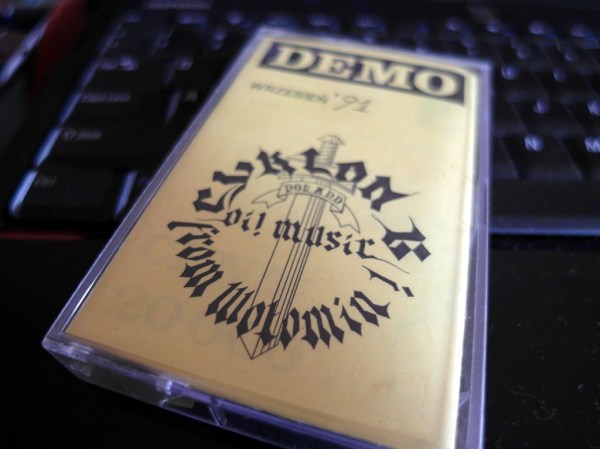 DEMO
WRZESIEŃ '91
Cyklon B
oi! music
from Wołomin!